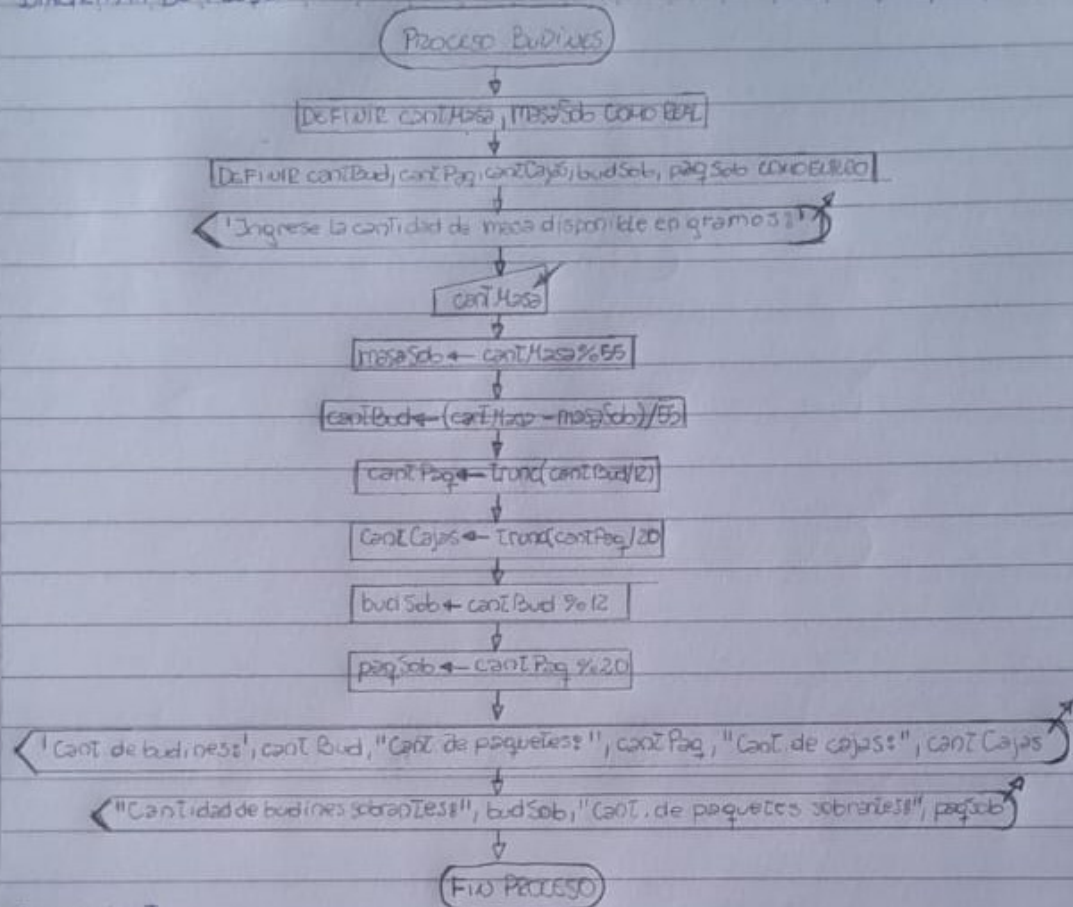 PROCESO BUDINES
DEFINIR cantMasa, masaSob COMO REAL
DEFINIR cantBud, cantPaq, cantCajas, budSob, paqSob COMO ENTERO
'Ingrese la cantidad de masa disponible en gramos:'
cantMasa
masaSob ← cantMasa % 55
cantBud ← (cantMasa - masaSob)/55
cantPaq ← trunc(cantBud/12)
cantCajas ← trunc(cantPaq/20
budSob ← cantBud % 12
paqSob ← cantPaq % 20
'Cant de budines:', cantBud, "Cant. de paquetes:", cantPaq, "Cant. de cajas:", cantCajas
"Cantidad de budines sobrantes:", budSob, "Cant. de paquetes sobrantes:", paqSob
FIN PROCESO